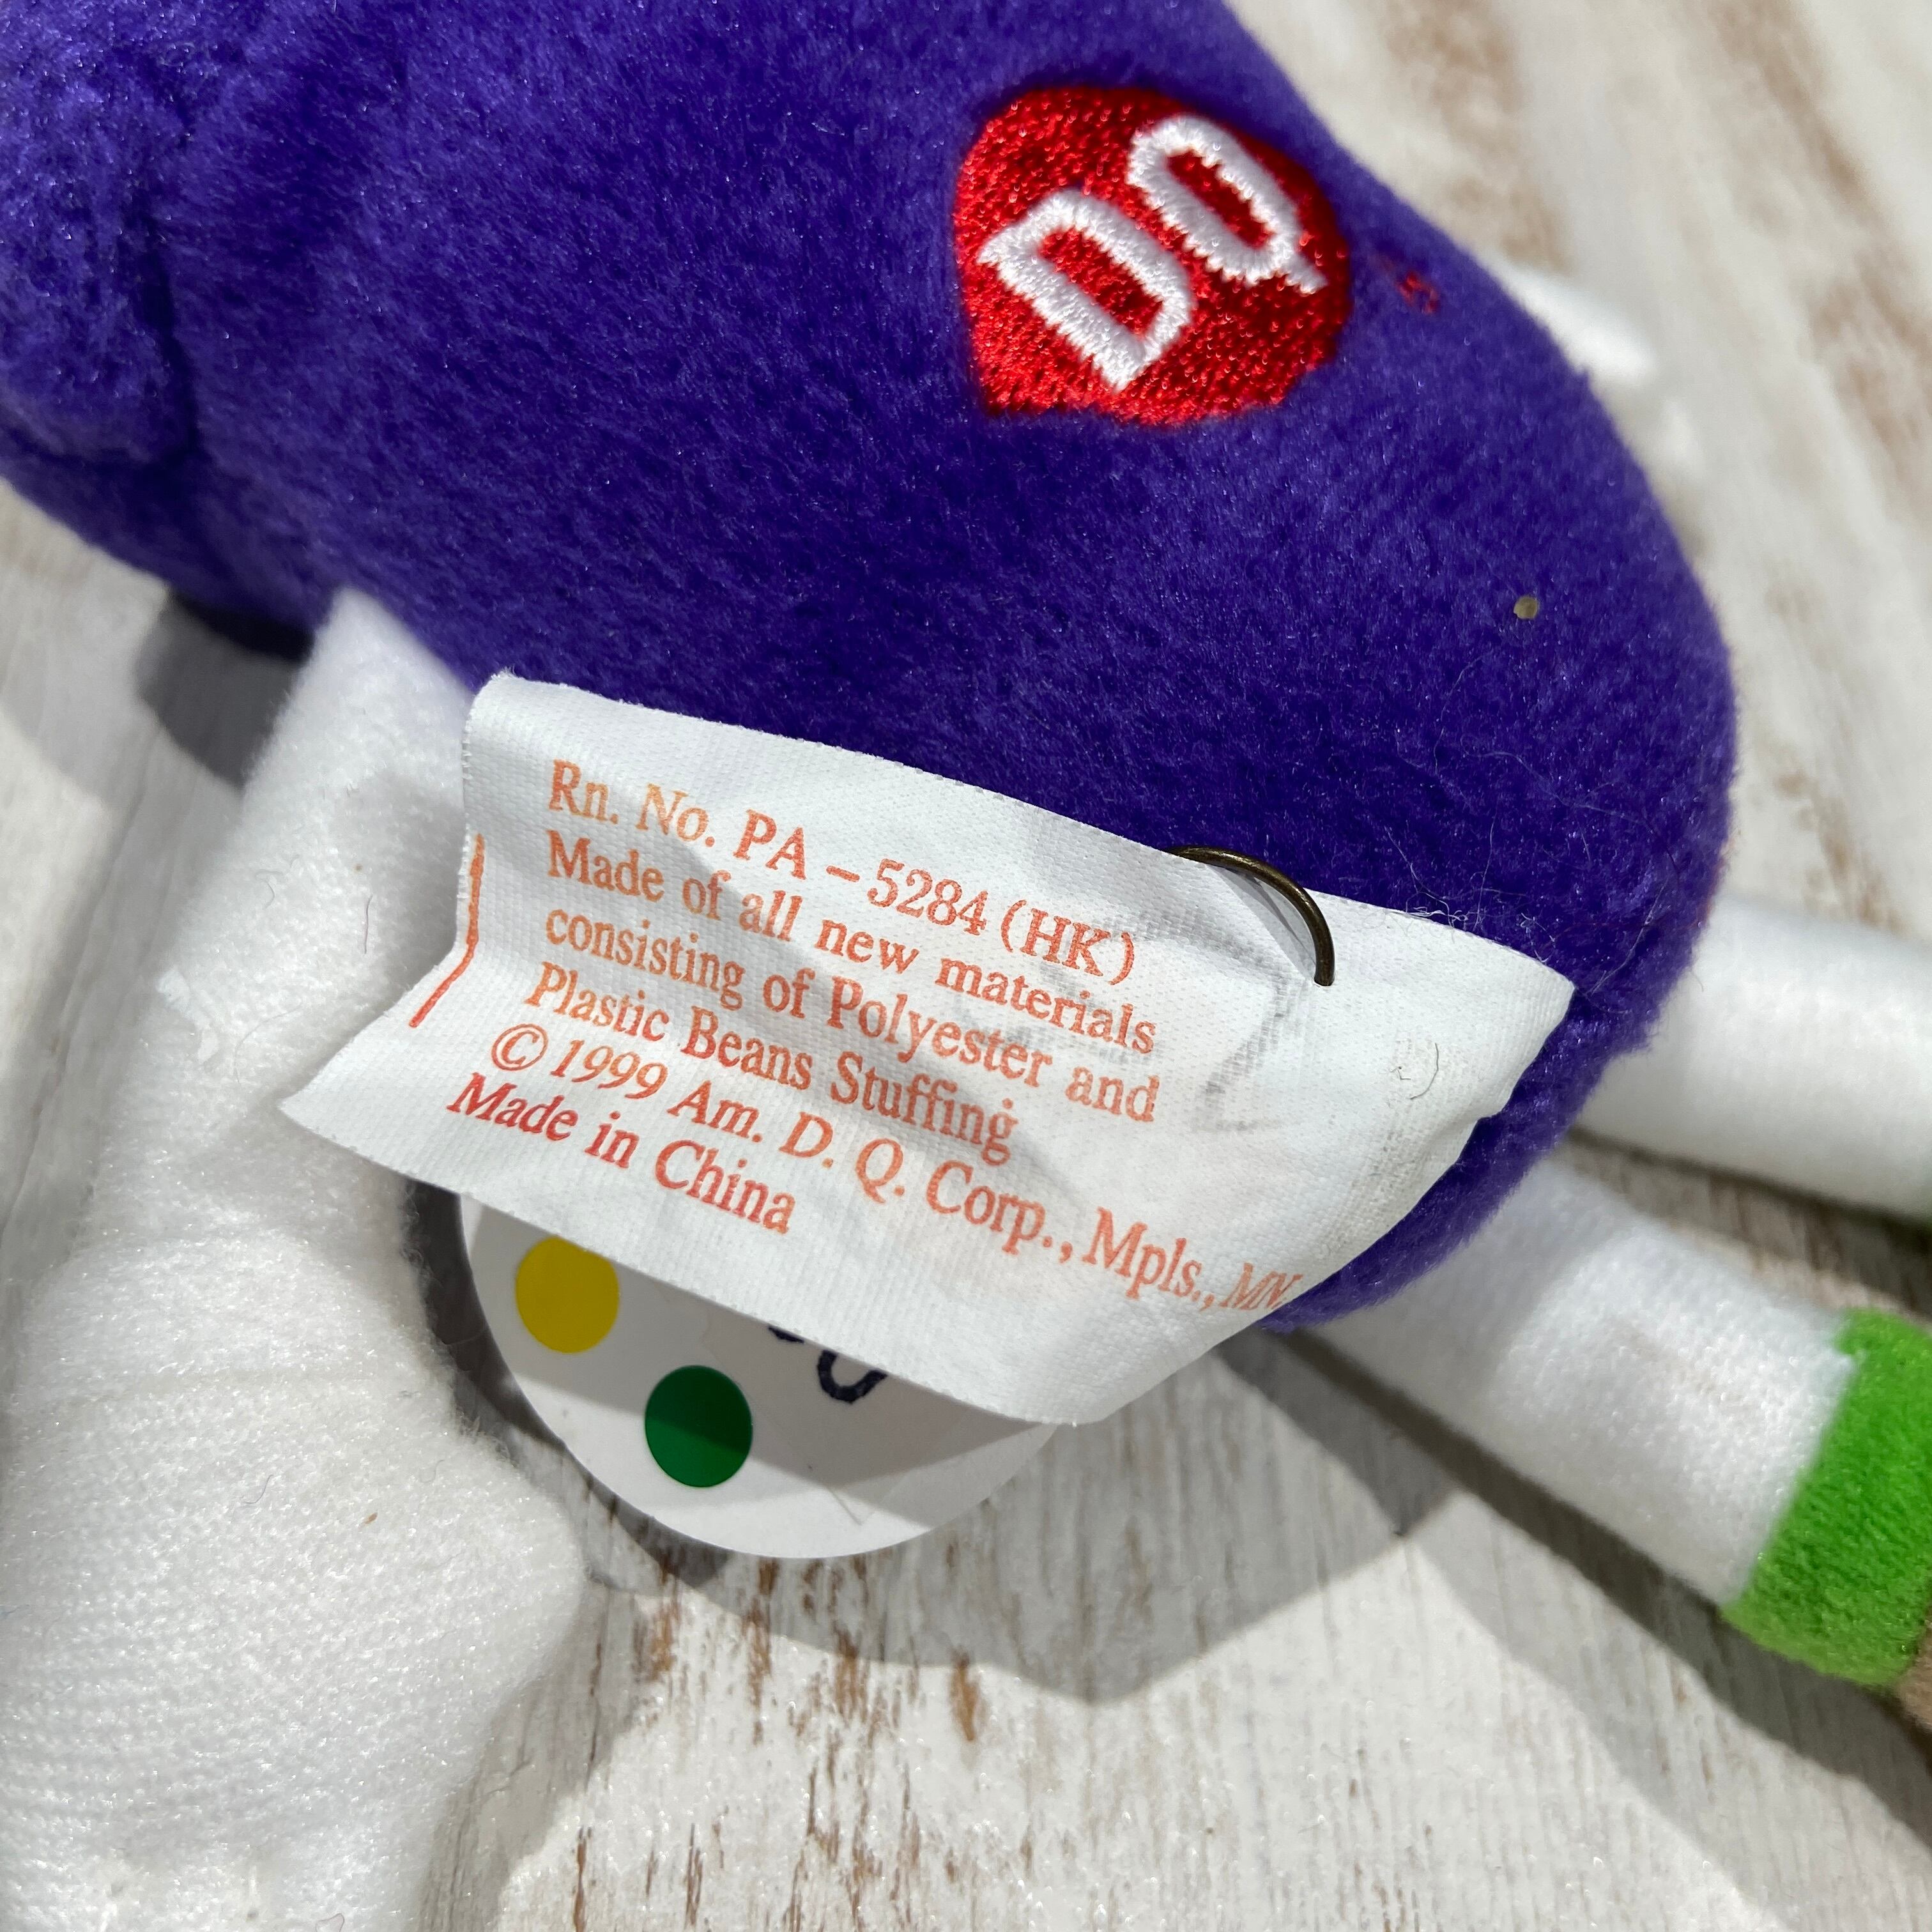 DQ
®
Rn. No. PA – 5284 (HK)
Made of all new materials
consisting of Polyester and
Plastic Beans Stuffing
© 1999 Am. D. Q. Corp., Mpls., MN.
Made in China